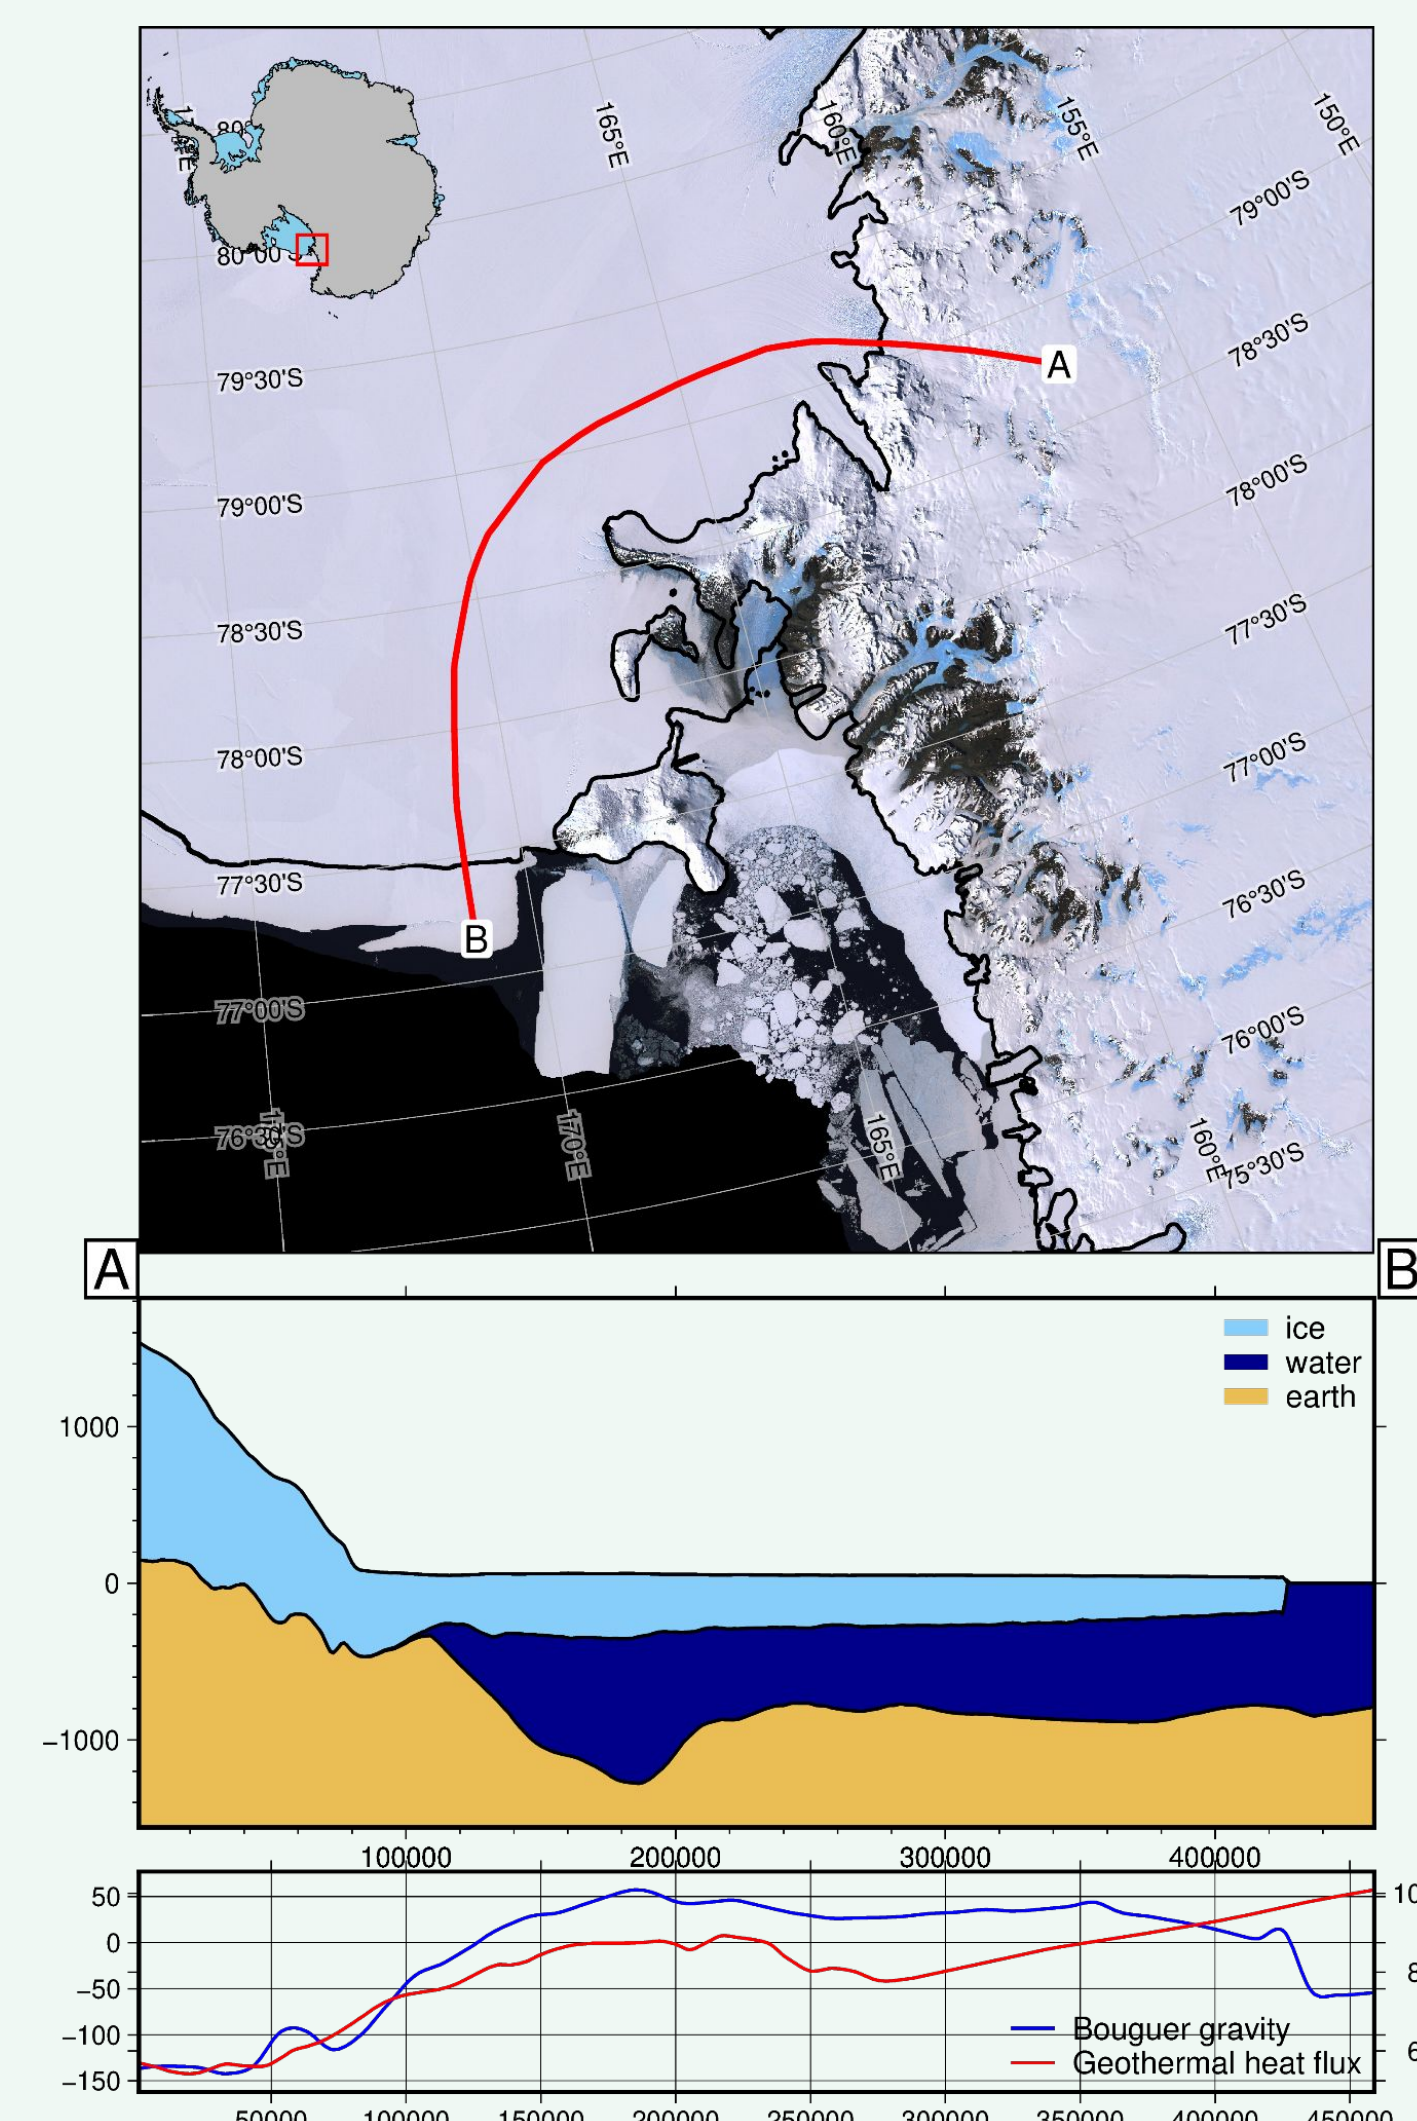 165°E
160°E
155°E
150°E
79°00'S
80°00'S
78°30'S
A
79°30'S
78°00'S
79°00'S
77°30'S
78°30'S
77°00'S
78°00'S
76°30'S
77°30'S
B
77°00'S
76°00'S
76°30'S
170°E
165°E
160°E
75°30'S
A
B
ice
water
earth
1000
0
−1000
100000
200000
300000
400000
50
0
−50
−100
−150
10
8
6
Bouguer gravity
Geothermal heat flux
50000
100000
150000
200000
250000
300000
350000
400000
450000